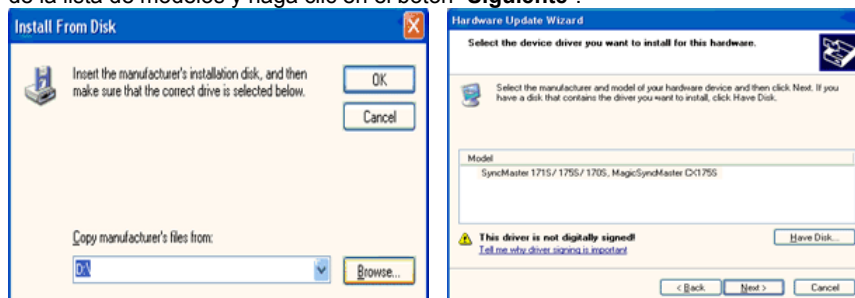 de la lista de modelos y haga clic en el botón "Siguiente".
Install From Disk
Insert the manufacturer's installation disk, and then
make sure that the correct drive is selected below.
OK
Cancel
Copy manufacturer's files from:
D:\
Browse...
Hardware Update Wizard
Select the device driver you want to install for this hardware.
Select the manufacturer and model of your hardware device and then click Next. If you
have a disk that contains the driver you want to install, click Have Disk.
Model
SyncMaster 171S/ 175S/ 170S, MagicSyncMaster CX175S
This driver is not digitally signed!
Tell me why driver signing is important
Have Disk...
< Back
Next >
Cancel